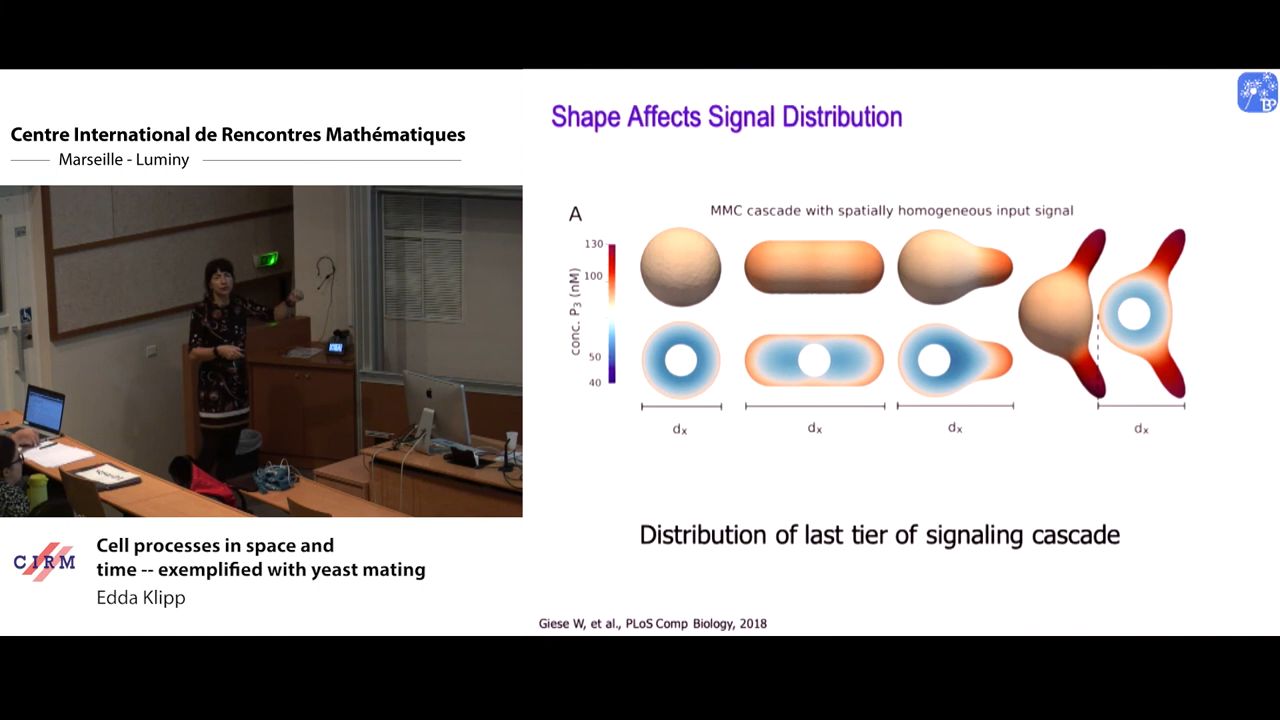 Centre International de Rencontres Mathématiques
Marseille - Luminy
CIRM
Cell processes in space and
time -- exemplified with yeast mating
Edda Klipp
Shape Affects Signal Distribution
A
MMC cascade with spatially homogeneous input signal
conc. P3 (nM)
130
100
50
40
dx
dx
dx
dx
Distribution of last tier of signaling cascade
Giese W, et al., PLoS Comp Biology, 2018